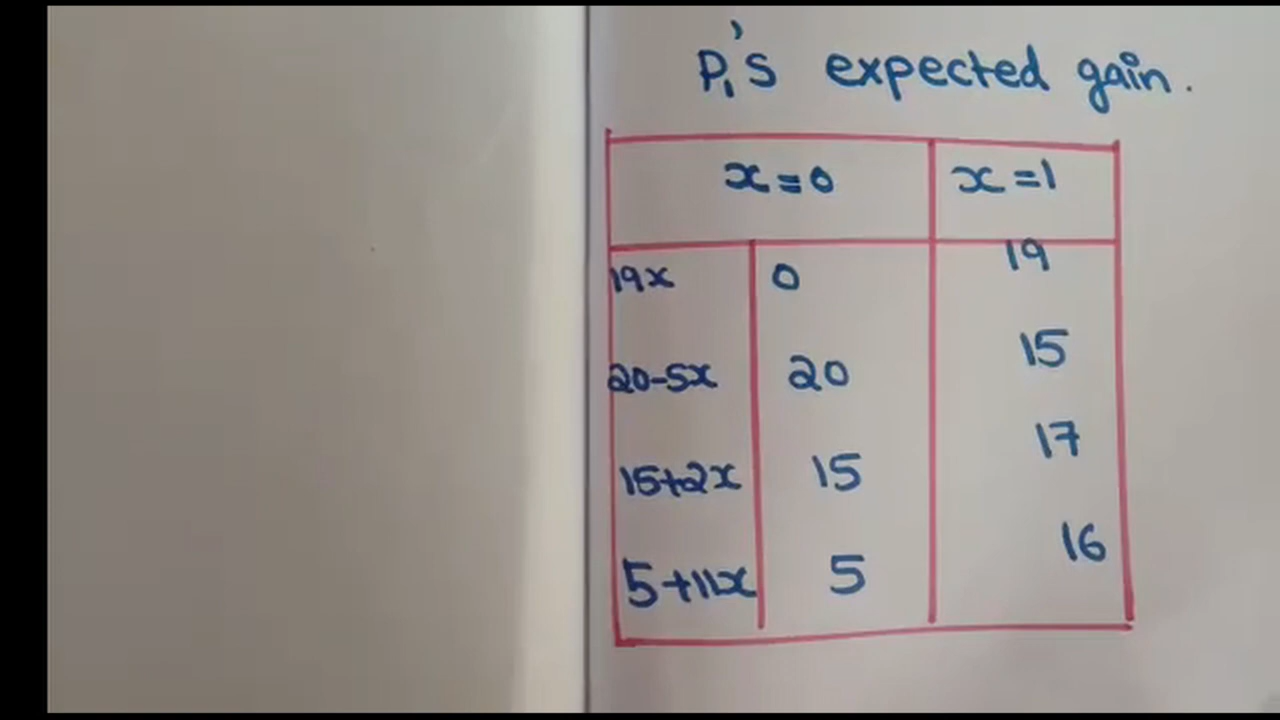 P₁'s expected gain.
x=0 x=1
19x 0 19
20-5x 20 15
15+2x 15 17
5+11x 5 16